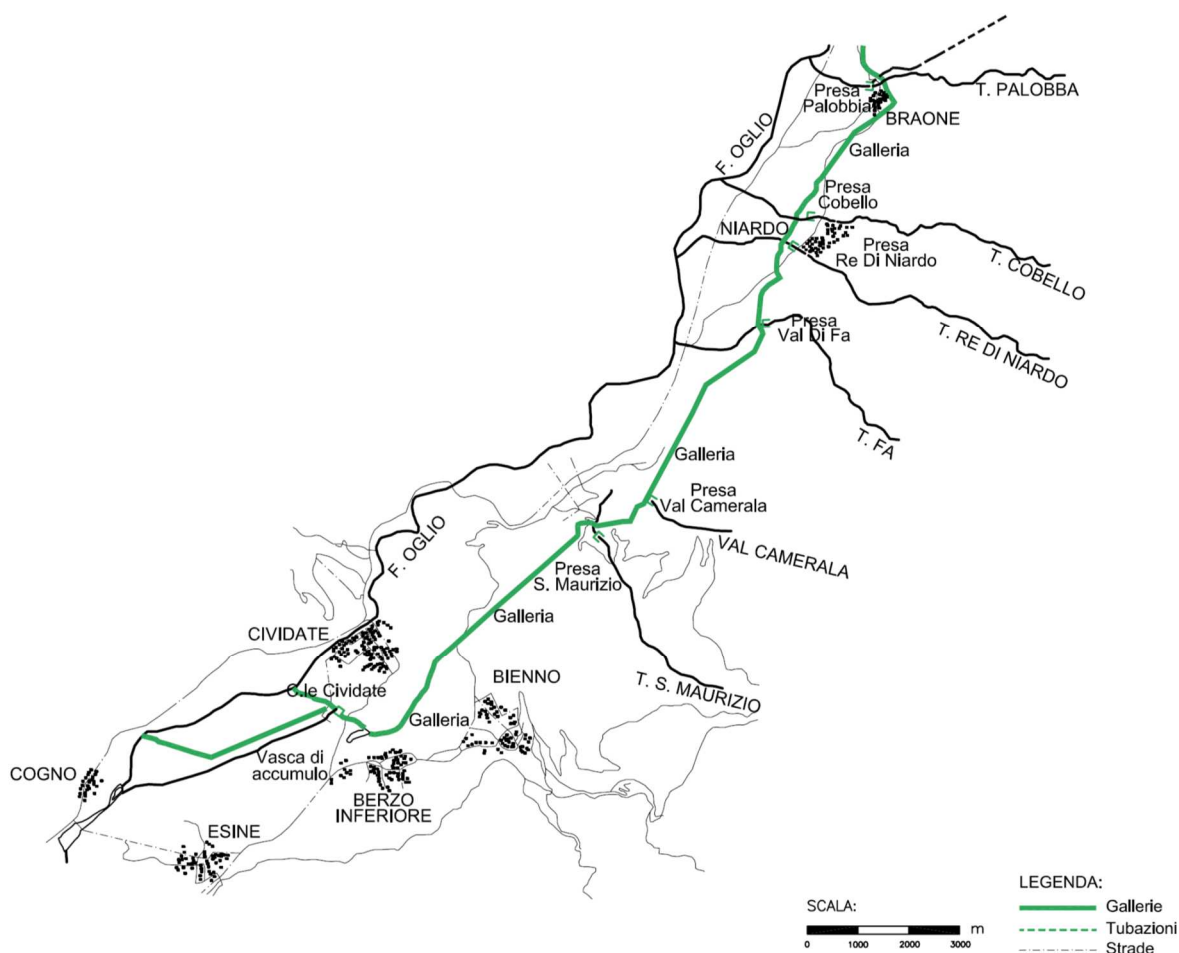 T. PALOBBA
Presa
Palobbia
BRAONE
F. OGLIO
Galleria
Presa
Cobello
NIARDO
Presa
Re Di Niardo
T. COBELLO
T. RE DI NIARDO
Presa
Val Di Fa
T. FA
Galleria
Presa
Val Camerala
VAL CAMERALA
F. OGLIO
Presa
S. Maurizio
Galleria
CIVIDATE
BIENNO
T. S. MAURIZIO
C.le Cividate
Galleria
Vasca di
accumulo
COGNO
BERZO
INFERIORE
ESINE
LEGENDA:
SCALA:
Gallerie
m
Tubazioni
0 1000 2000 3000
Strade